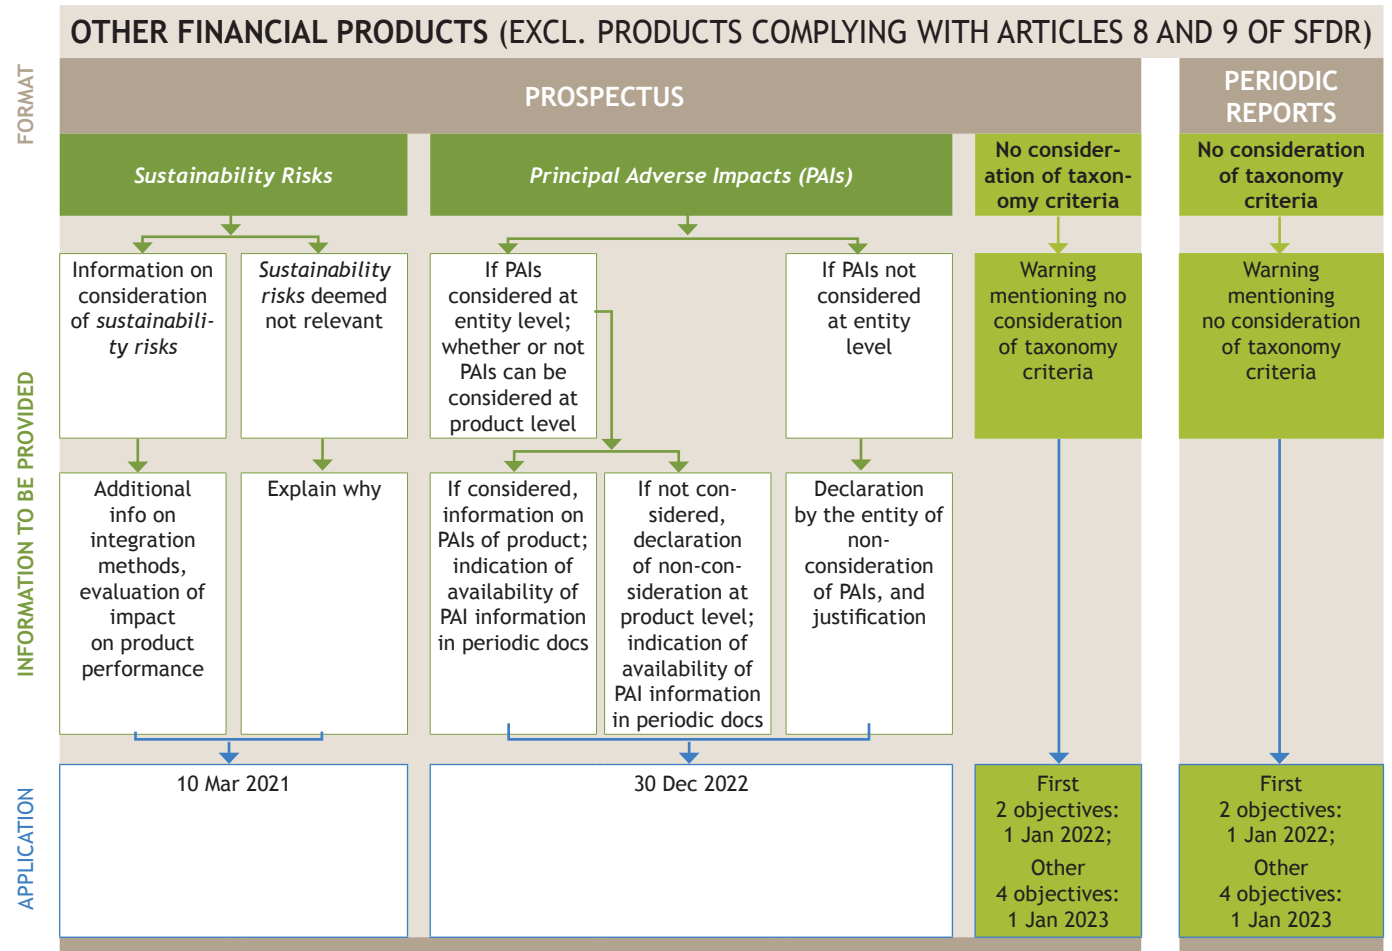 OTHER FINANCIAL PRODUCTS (EXCL. PRODUCTS COMPLYING WITH ARTICLES 8 AND 9 OF SFDR)
FORMAT
PROSPECTUS
PERIODIC
REPORTS
Sustainability Risks
Principal Adverse Impacts (PAIs)
No consider-
ation of taxon-
omy criteria
No consideration
of taxonomy
criteria
INFORMATION TO BE PROVIDED
Information on
consideration
of sustainabili-
ty risks
Sustainability
risks deemed
not relevant
If PAIs
considered at
entity level;
whether or not
PAIs can be
considered at
product level
If PAIs not
considered
at entity
level
Warning
mentioning no
consideration
of taxonomy
criteria
Warning
mentioning
no consideration
of taxonomy
criteria
Additional
info on
integration
methods,
evaluation of
impact
on product
performance
Explain why
If considered,
information on
PAIs of product;
indication of
availability of
PAI information
in periodic docs
If not con-
sidered,
declaration
of non-con-
sideration at
product level;
indication of
availability of
PAI information
in periodic docs
Declaration
by the entity of
non-
consideration
of PAIs, and
justification
APPLICATION
10 Mar 2021
30 Dec 2022
First
2 objectives:
1 Jan 2022;
Other
4 objectives:
1 Jan 2023
First
2 objectives:
1 Jan 2022;
Other
4 objectives:
1 Jan 2023